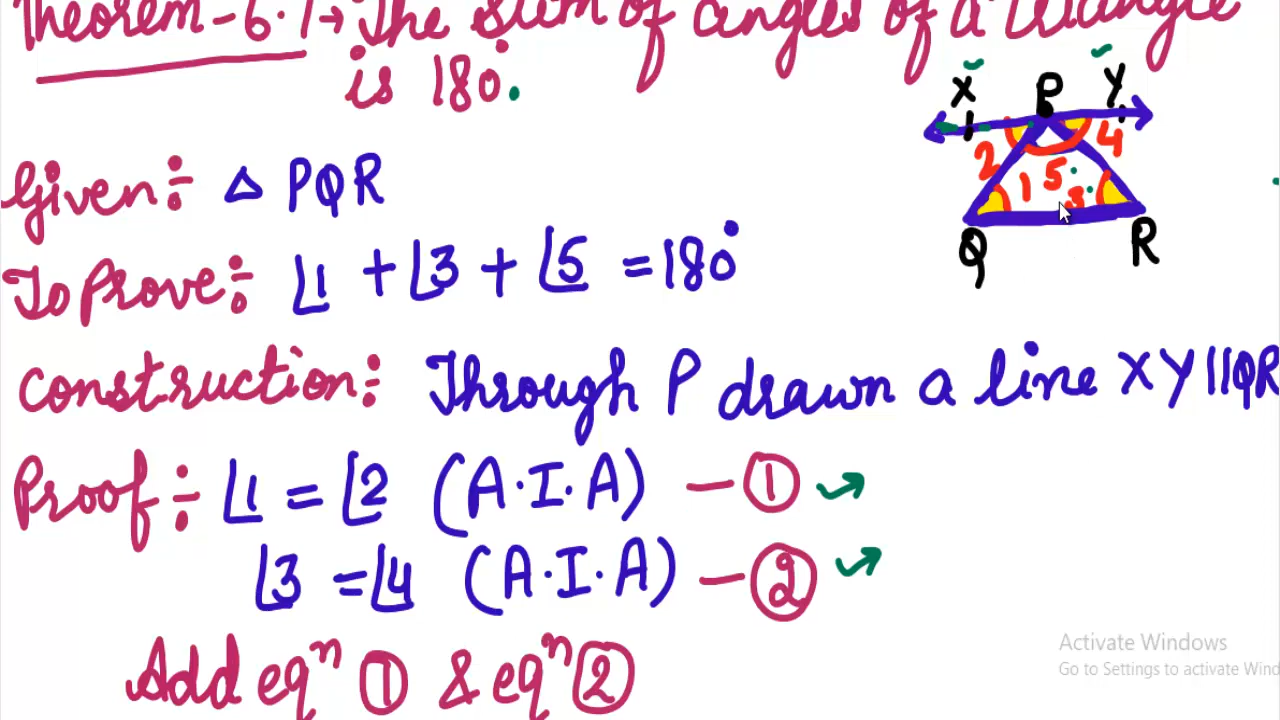 Theorem-6.7→ The sum of angles of a triangle
is 180°.
X P Y
2 4
1 5 3
Q R
Given:- △ PQR
To Prove:- ∠1 + ∠3 + ∠5 = 180°
Construction:- Through P drawn a line XY||QR
Proof:- ∠1 = ∠2 (A.I.A) — ①
∠3 = ∠4 (A.I.A) — ②
Add eqⁿ ① & eqⁿ ②
Activate Windows
Go to Settings to activate Wind